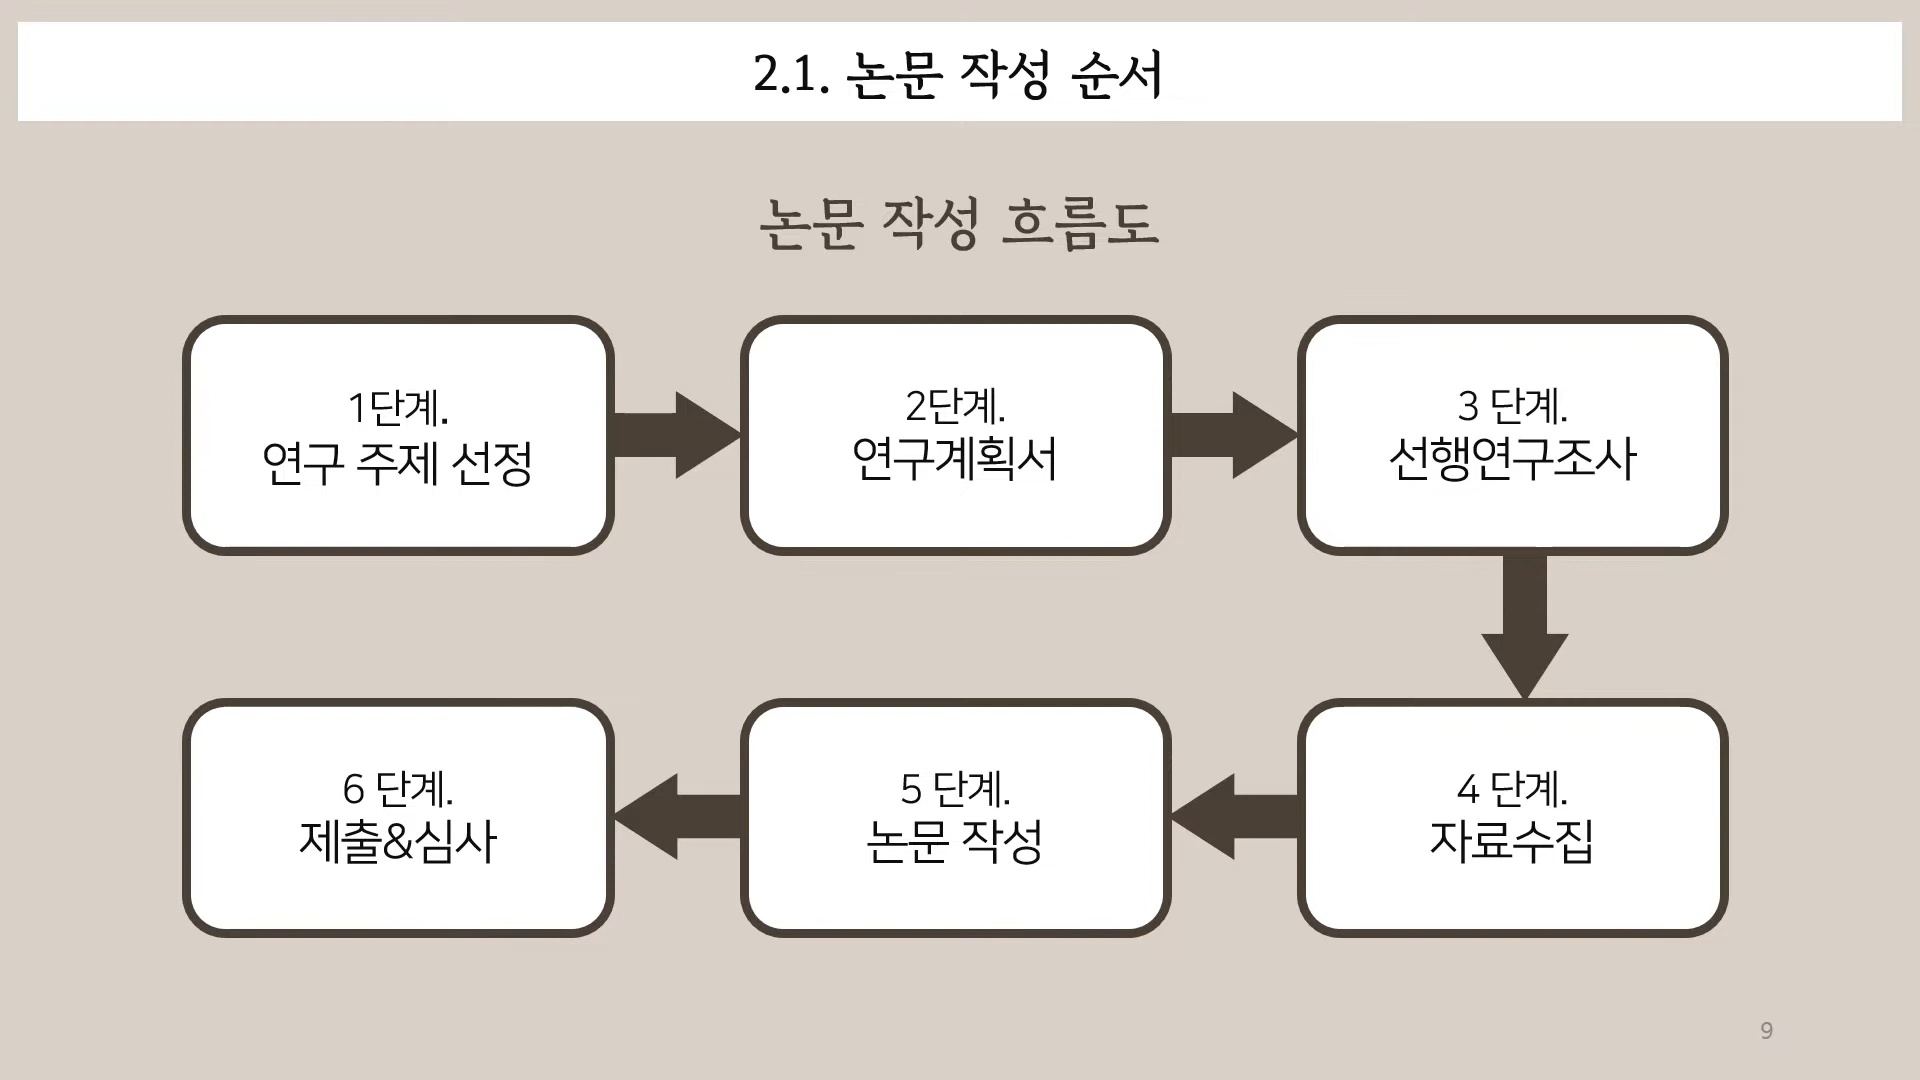 2.1. 논문 작성 순서
논문 작성 흐름도
1단계.
연구 주제 선정
2단계.
연구계획서
3 단계.
선행연구조사
4 단계.
자료수집
5 단계.
논문 작성
6 단계.
제출&심사
9